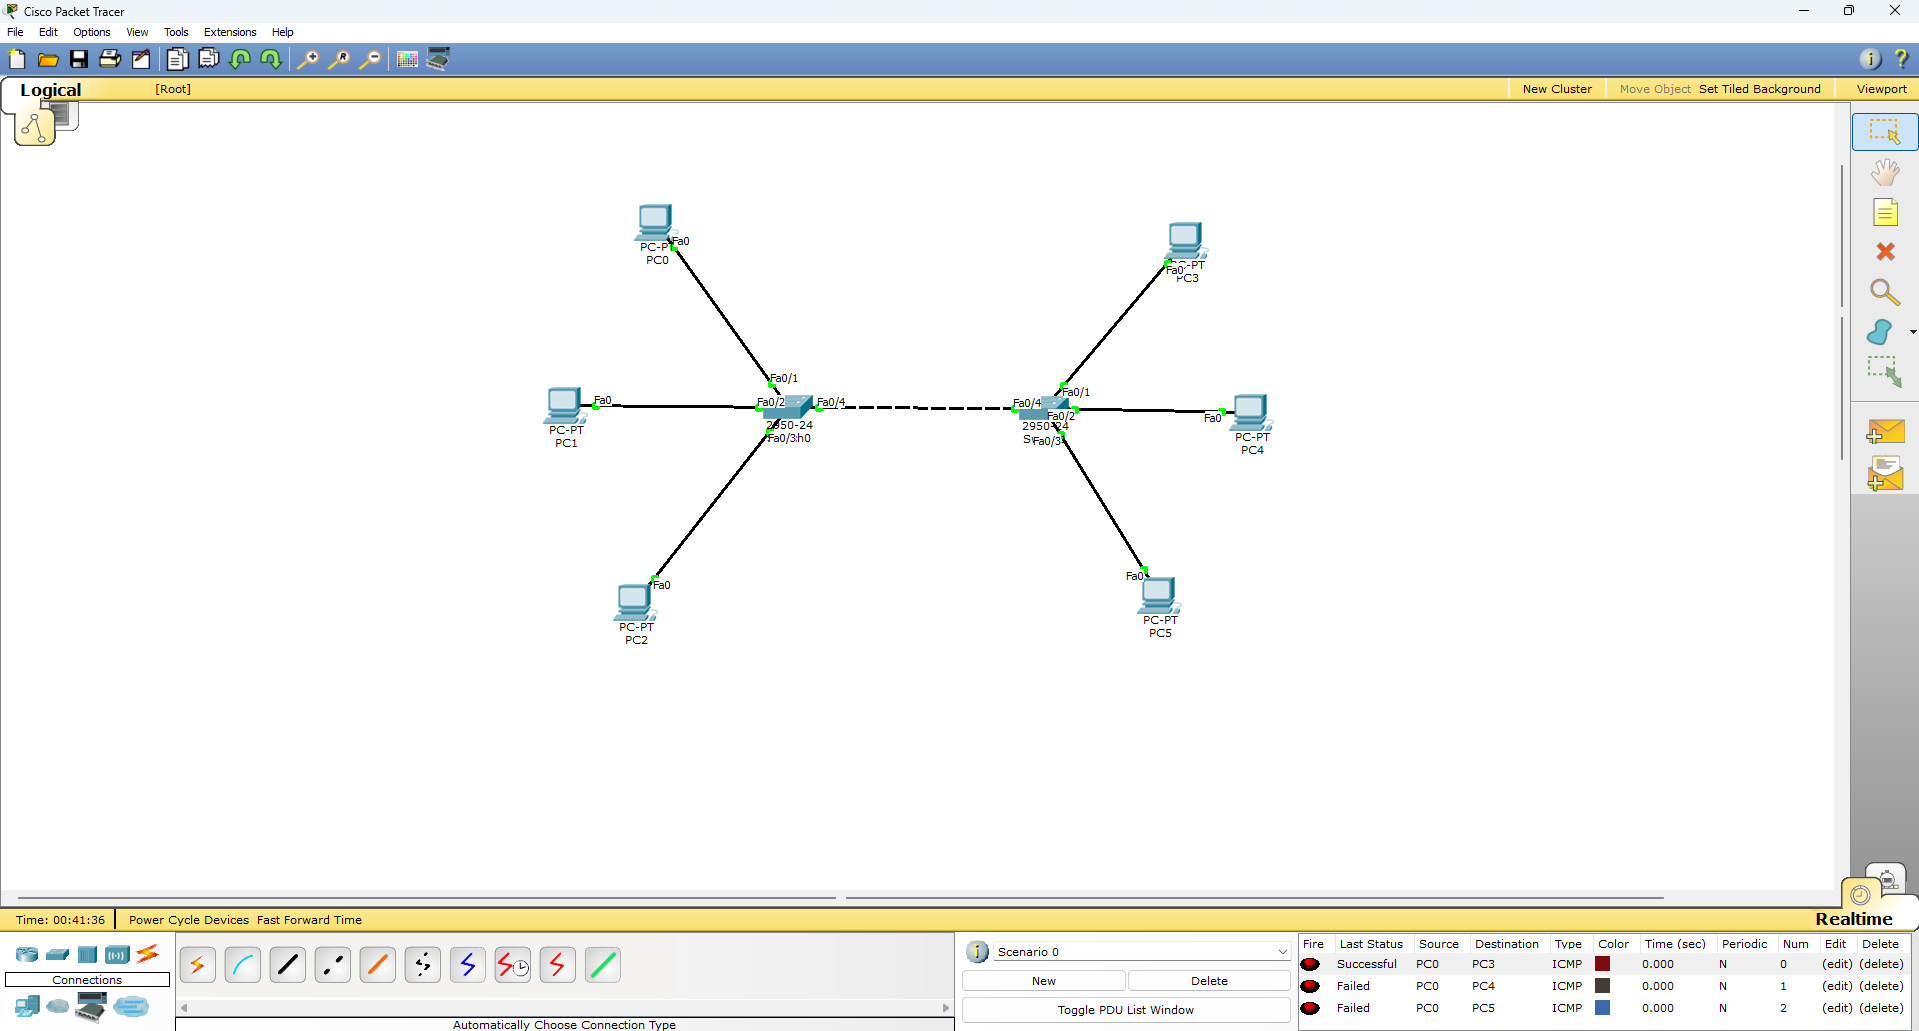 Cisco Packet Tracer
File Edit Options View Tools Extensions Help
Logical [Root] New Cluster Move Object Set Tiled Background Viewport
Fa0
PC0
Fa0
PC-PT
PC3
Fa0/1
Fa0/1
Fa0 Fa0/2 Fa0/4 Fa0/4 Fa0/2 Fa0
PC-PT
PC1
2950-24
Fa0/3
2950-24
Fa0/3
PC-PT
PC4
Fa0
PC-PT
PC2
Fa0
PC-PT
PC5
Realtime
Time: 00:41:36 Power Cycle Devices Fast Forward Time
Connections
Automatically Choose Connection Type
Scenario 0
New Delete
Toggle PDU List Window
Fire Last Status Source Destination Type Color Time (sec) Periodic Num Edit Delete
Successful PC0 PC3 ICMP 0.000 N 0 (edit) (delete)
Failed PC0 PC4 ICMP 0.000 N 1 (edit) (delete)
Failed PC0 PC5 ICMP 0.000 N 2 (edit) (delete)